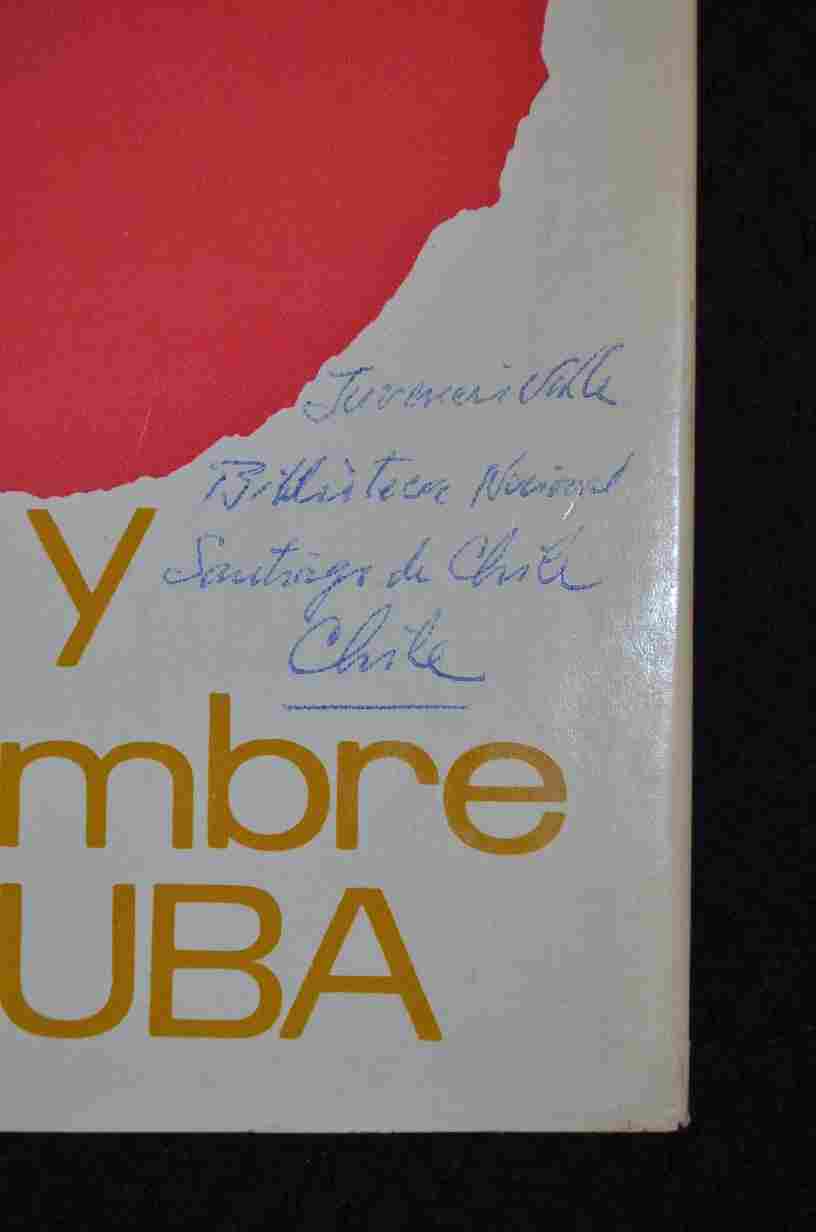 Juvencio Valle
Biblioteca Nacional
Santiago de Chile
Chile
y
mbre
UBA